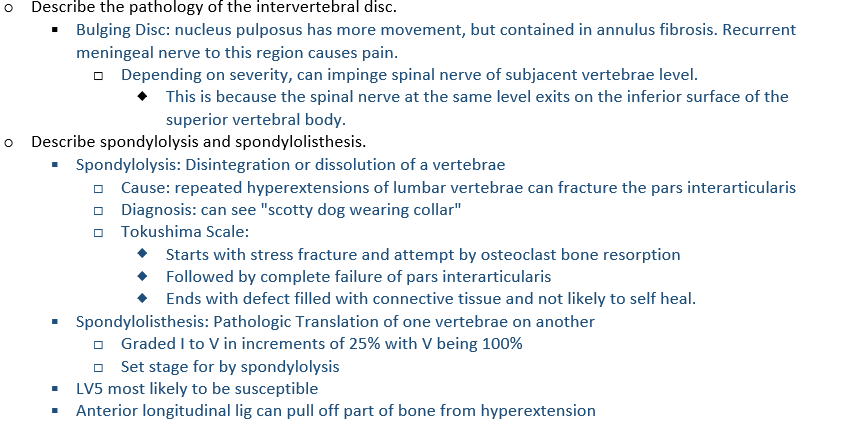 Describe the pathology of the intervertebral disc.
Bulging Disc: nucleus pulposus has more movement, but contained in annulus fibrosis. Recurrent
meningeal nerve to this region causes pain.
Depending on severity, can impinge spinal nerve of subjacent vertebrae level.
This is because the spinal nerve at the same level exits on the inferior surface of the
superior vertebral body.
Describe spondylolysis and spondylolisthesis.
Spondylolysis: Disintegration or dissolution of a vertebrae
Cause: repeated hyperextensions of lumbar vertebrae can fracture the pars interarticularis
Diagnosis: can see "scotty dog wearing collar"
Tokushima Scale:
Starts with stress fracture and attempt by osteoclast bone resorption
Followed by complete failure of pars interarticularis
Ends with defect filled with connective tissue and not likely to self heal.
Spondylolisthesis: Pathologic Translation of one vertebrae on another
Graded I to V in increments of 25% with V being 100%
Set stage for by spondylolysis
LV5 most likely to be susceptible
Anterior longitudinal lig can pull off part of bone from hyperextension